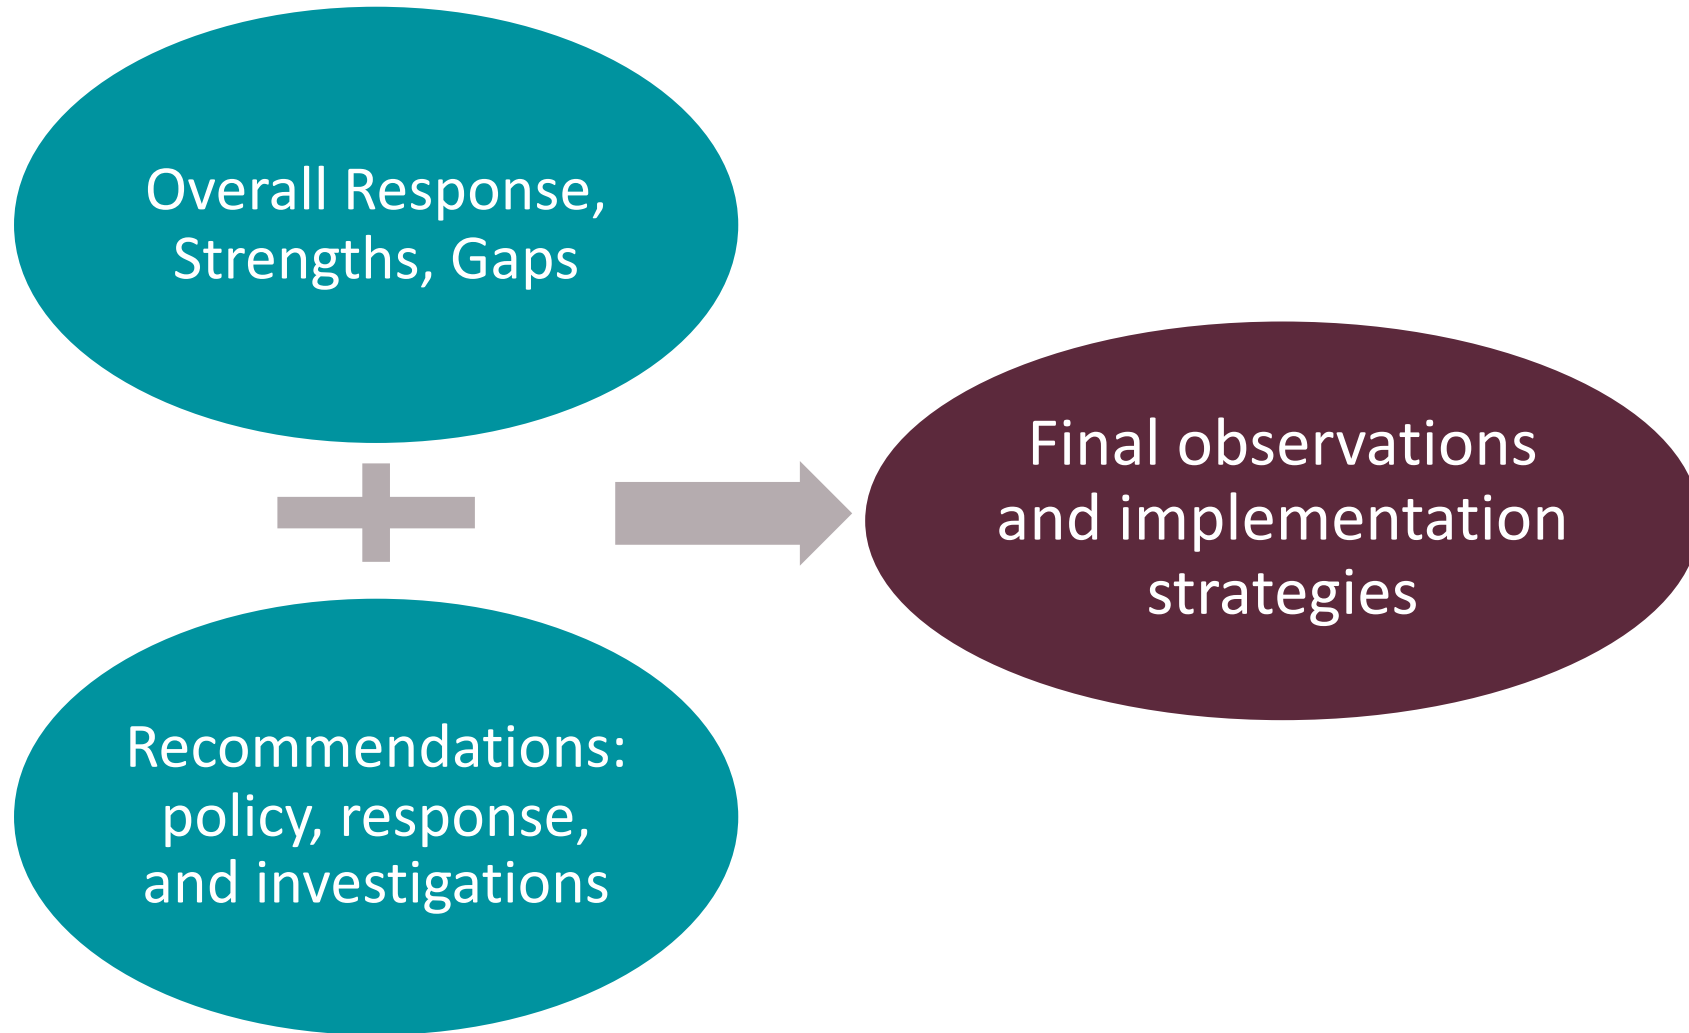 Overall Response,
Strengths, Gaps
Recommendations:
policy, response,
and investigations
Final observations
and implementation
strategies